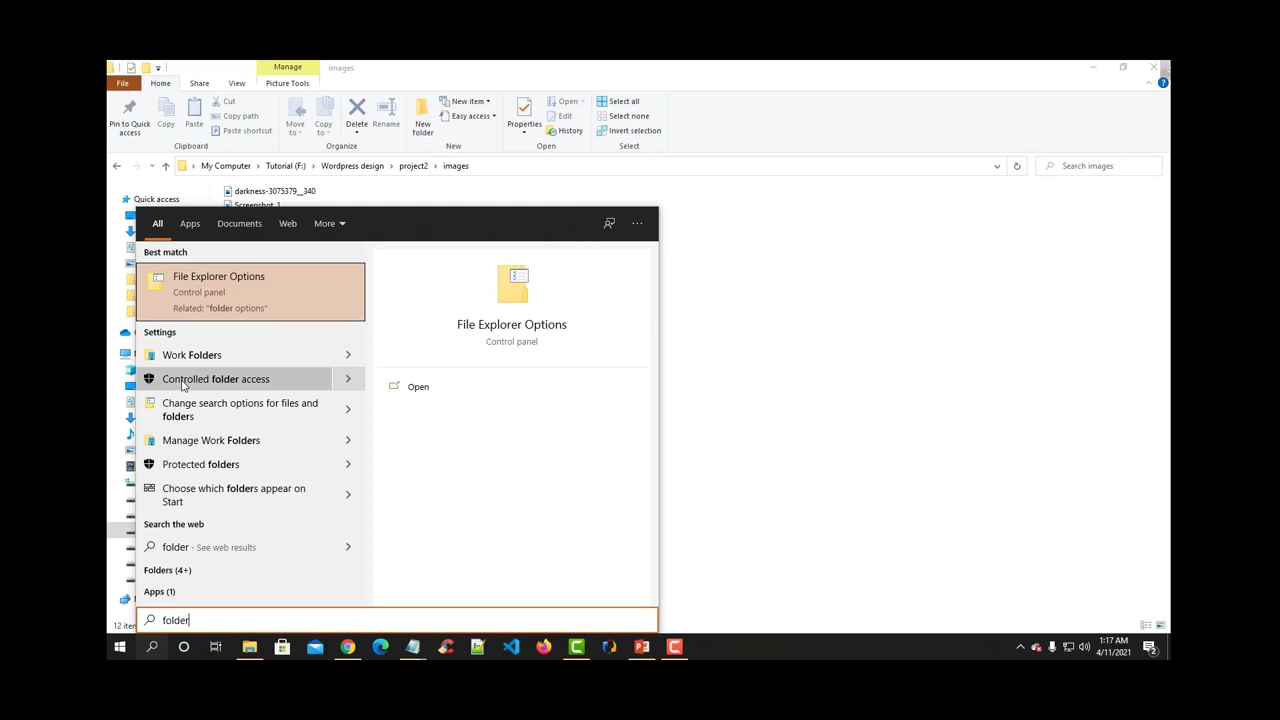 Manage
images
File
Home
Share
View
Picture Tools
Pin to Quick
access
Copy
Paste
Cut
Copy path
Paste shortcut
Clipboard
Move
to
Copy
to
Delete
Rename
Organize
New
folder
New item
Easy access
New
Properties
Open
Edit
History
Open
Select all
Select none
Invert selection
Select
My Computer > Tutorial (F:) > Wordpress design > project2 > images
Search images
Quick access
darkness-3075379__340
Screenshot_1
All
Apps
Documents
Web
More
Best match
File Explorer Options
Control panel
Related: "folder options"
Settings
Work Folders
Controlled folder access
Change search options for files and
folders
Manage Work Folders
Protected folders
Choose which folders appear on
Start
Search the web
folder - See web results
Folders (4+)
Apps (1)
File Explorer Options
Control panel
Open
folder
12 iten
1:17 AM
4/11/2021
2